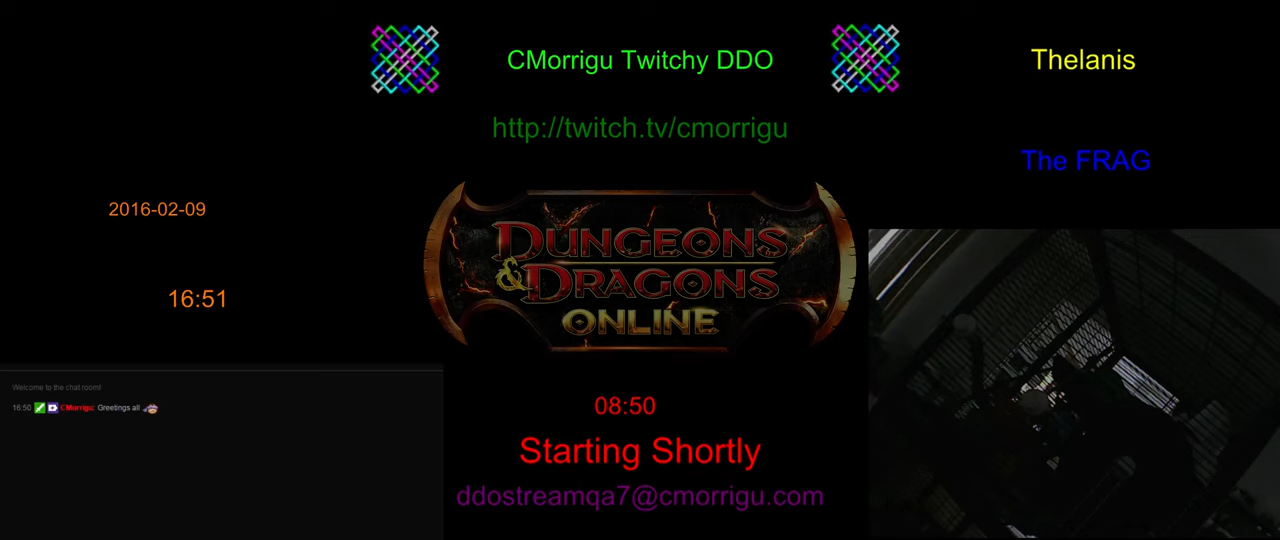 CMorrigu Twitchy DDO
Thelanis
http://twitch.tv/cmorrigu
The FRAG
2016-02-09
DUNGEONS
& DRAGONS
ONLINE
16:51
Welcome to the chat room!
16:50 CMorrigu: Greetings all
08:50
Starting Shortly
ddostreamqa7@cmorrigu.com